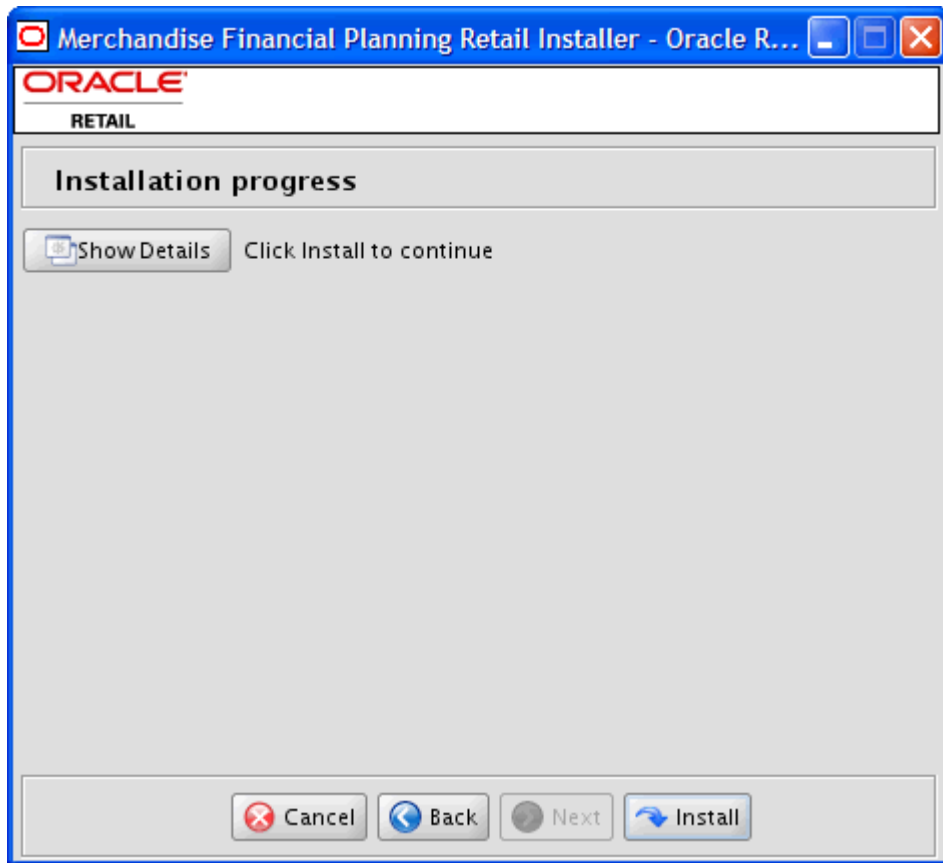 Merchandise Financial Planning Retail Installer - Oracle R...
ORACLE
RETAIL
Installation progress
Show Details Click Install to continue
Cancel Back Next Install